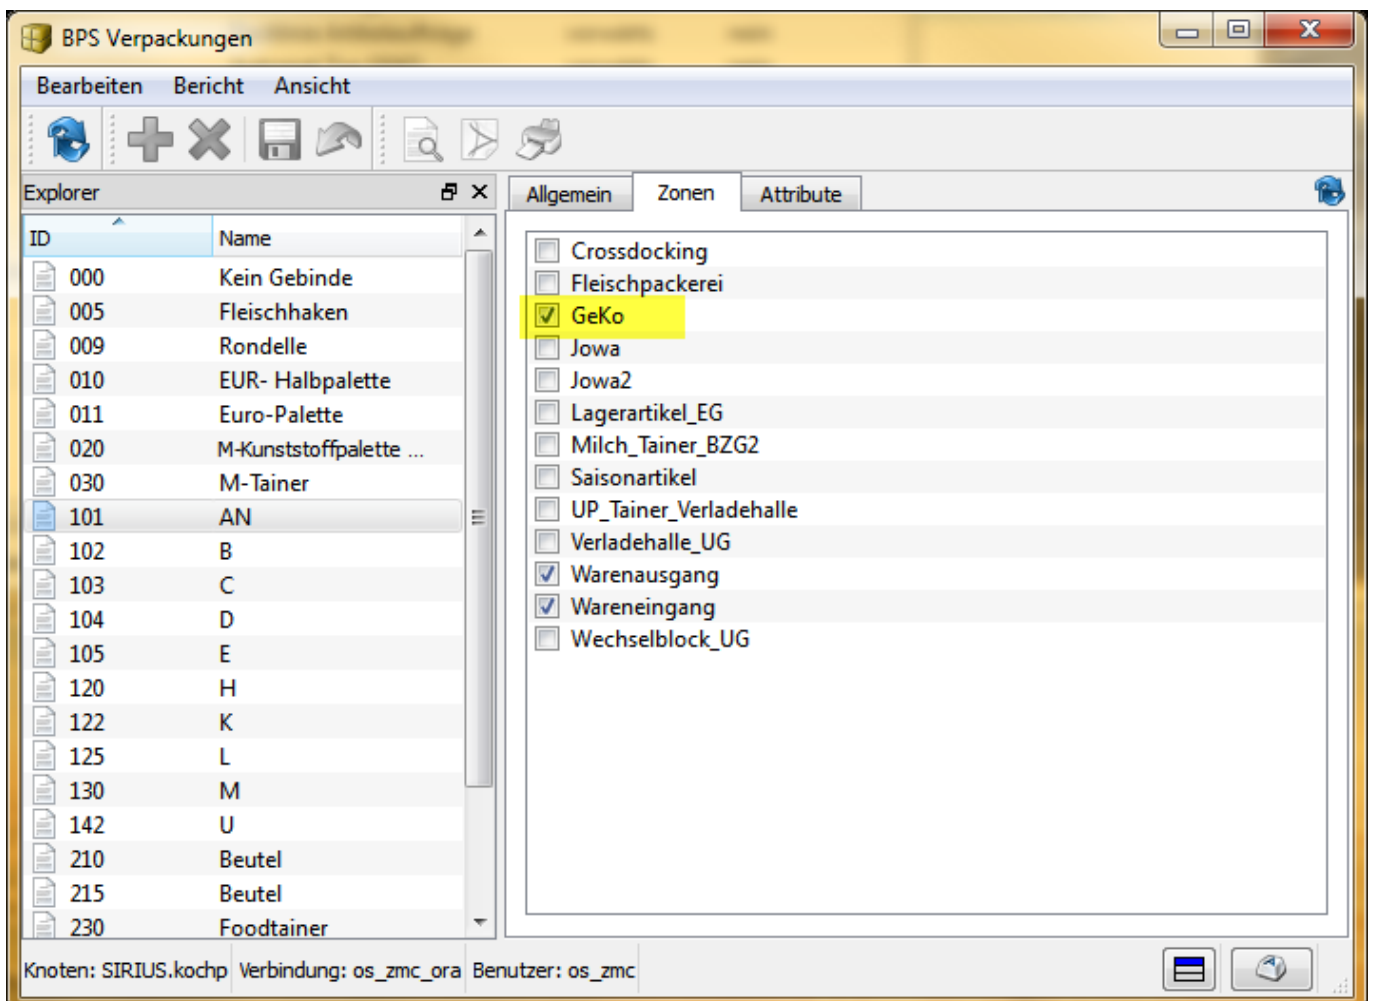 BPS Verpackungen
Bearbeiten Bericht Ansicht
Explorer
Allgemein Zonen Attribute
ID Name
000 Kein Gebinde
005 Fleischhaken
009 Rondelle
010 EUR- Halbpalette
011 Euro-Palette
020 M-Kunststoffpalette ...
030 M-Tainer
101 AN
102 B
103 C
104 D
105 E
120 H
122 K
125 L
130 M
142 U
210 Beutel
215 Beutel
230 Foodtainer
Crossdocking
Fleischpackerei
GeKo
Jowa
Jowa2
Lagerartikel_EG
Milch_Tainer_BZG2
Saisonartikel
UP_Tainer_Verladehalle
Verladehalle_UG
Warenausgang
Wareneingang
Wechselblock_UG
Knoten: SIRIUS.kochp Verbindung: os_zmc_ora Benutzer: os_zmc